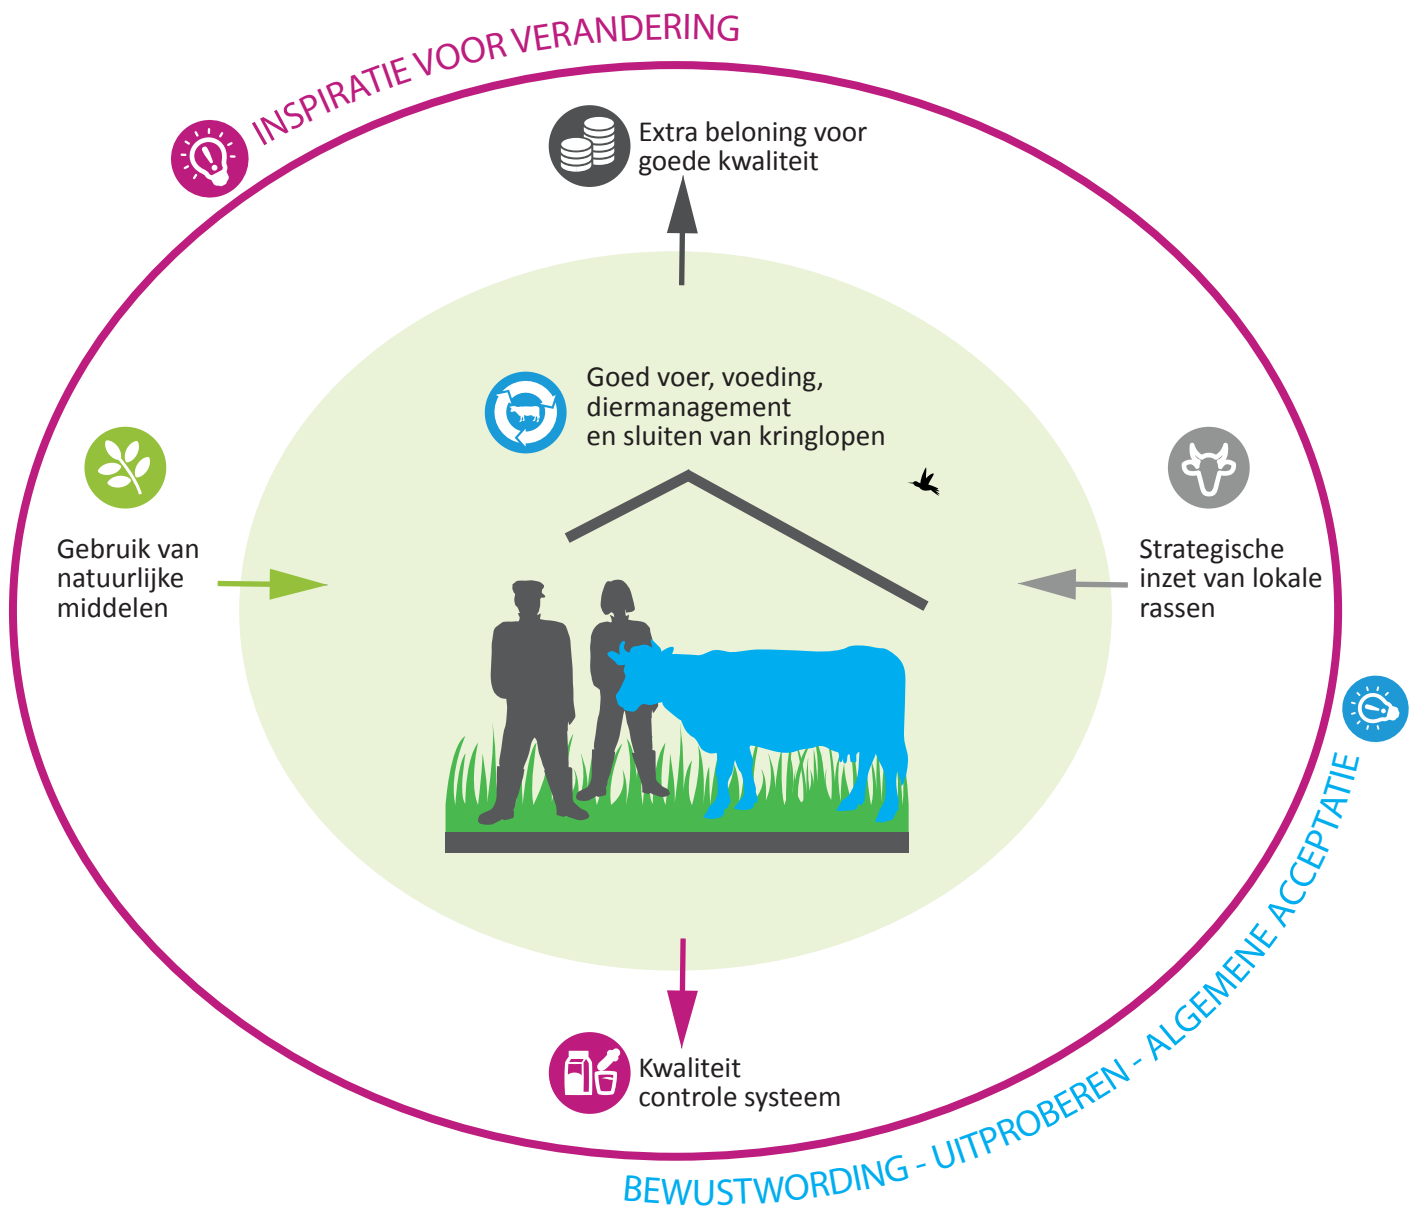 INSPIRATIE VOOR VERANDERING
Extra beloning voor
goede kwaliteit
Goed voer, voeding,
diermanagement
en sluiten van kringlopen
Gebruik van
natuurlijke
middelen
Strategische
inzet van lokale
rassen
Kwaliteit
controle systeem
BEWUSTWORDING - UITPROBEREN - ALGEMENE ACCEPTATIE